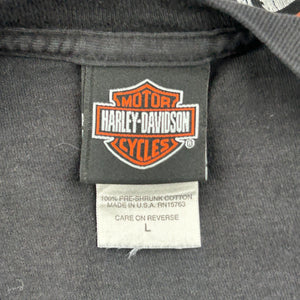 MOTOR
HARLEY-DAVIDSON
CYCLES
®
100% PRE-SHRUNK COTTON
MADE IN U.S.A. RN15763
CARE ON REVERSE
L